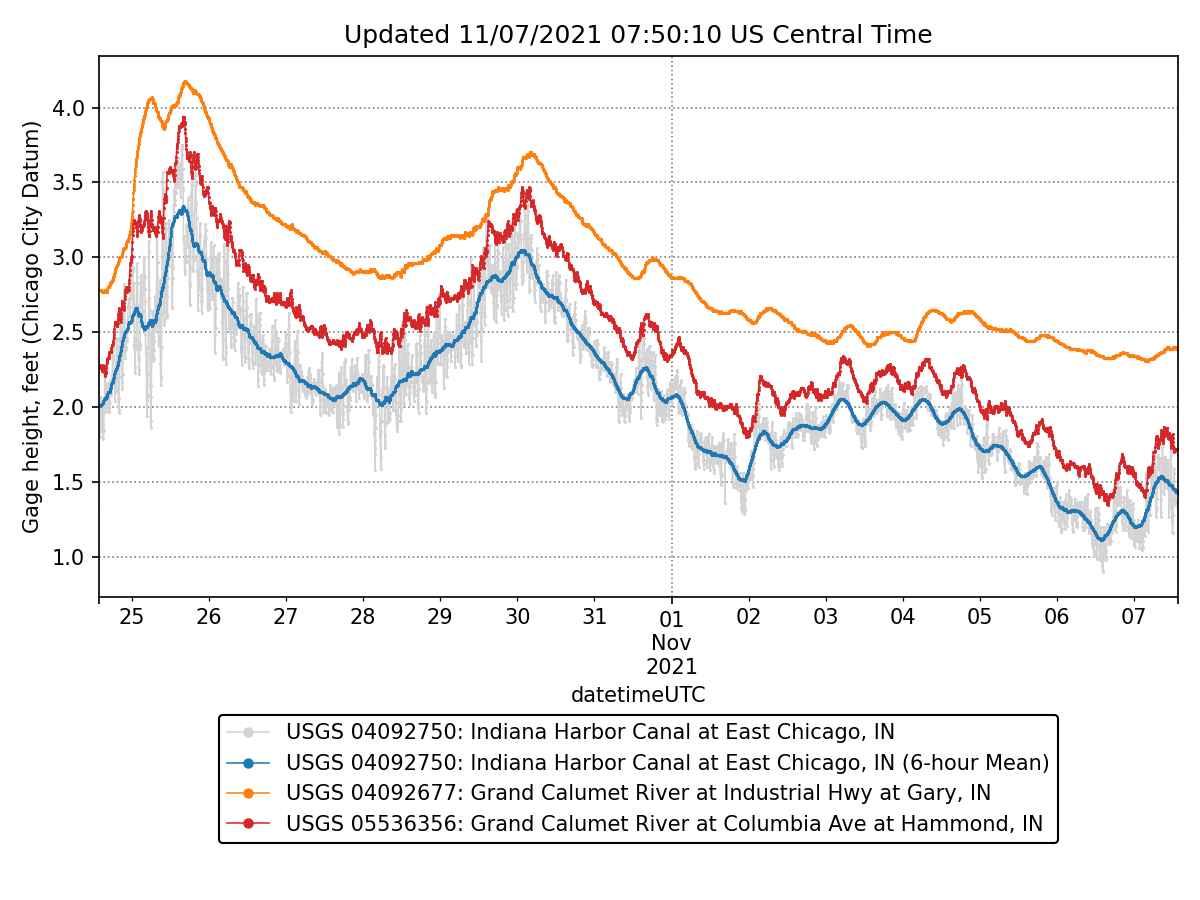 Updated 11/07/2021 07:50:10 US Central Time
Gage height, feet (Chicago City Datum)
4.0
3.5
3.0
2.5
2.0
1.5
1.0
25 26 27 28 29 30 31 01 02 03 04 05 06 07
Nov
2021
datetimeUTC
USGS 04092750: Indiana Harbor Canal at East Chicago, IN
USGS 04092750: Indiana Harbor Canal at East Chicago, IN (6-hour Mean)
USGS 04092677: Grand Calumet River at Industrial Hwy at Gary, IN
USGS 05536356: Grand Calumet River at Columbia Ave at Hammond, IN